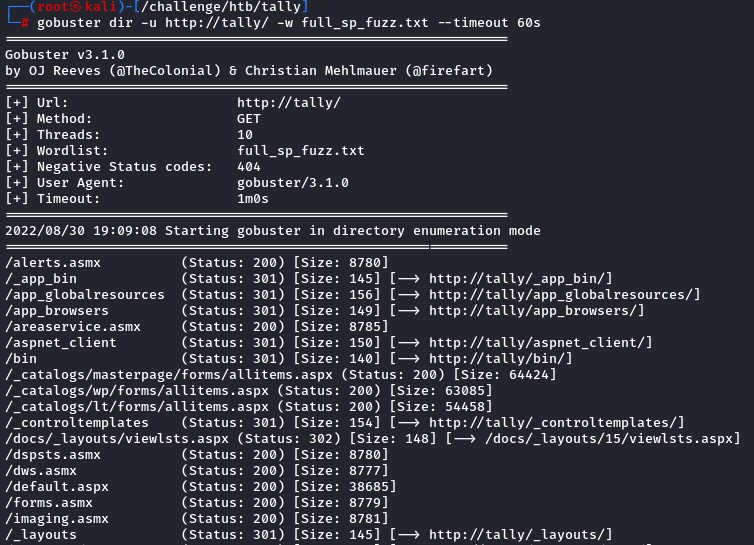 ┌──(root㉿kali)-[/challenge/htb/tally]
└─# gobuster dir -u http://tally/ -w full_sp_fuzz.txt --timeout 60s
===============================================================
Gobuster v3.1.0
by OJ Reeves (@TheColonial) & Christian Mehlmauer (@firefart)
===============================================================
[+] Url:                     http://tally/
[+] Method:                  GET
[+] Threads:                 10
[+] Wordlist:                full_sp_fuzz.txt
[+] Negative Status codes:   404
[+] User Agent:              gobuster/3.1.0
[+] Timeout:                 1m0s
===============================================================
2022/08/30 19:09:08 Starting gobuster in directory enumeration mode
===============================================================
/alerts.asmx          (Status: 200) [Size: 8780]
/_app_bin             (Status: 301) [Size: 145] [--> http://tally/_app_bin/]
/app_globalresources  (Status: 301) [Size: 156] [--> http://tally/app_globalresources/]
/app_browsers         (Status: 301) [Size: 149] [--> http://tally/app_browsers/]
/areaservice.asmx     (Status: 200) [Size: 8785]
/aspnet_client        (Status: 301) [Size: 150] [--> http://tally/aspnet_client/]
/bin                  (Status: 301) [Size: 140] [--> http://tally/bin/]
/_catalogs/masterpage/forms/allitems.aspx (Status: 200) [Size: 64424]
/_catalogs/wp/forms/allitems.aspx (Status: 200) [Size: 63085]
/_catalogs/lt/forms/allitems.aspx (Status: 200) [Size: 54458]
/_controltemplates    (Status: 301) [Size: 154] [--> http://tally/_controltemplates/]
/docs/_layouts/viewlsts.aspx (Status: 302) [Size: 148] [--> /docs/_layouts/15/viewlsts.aspx]
/dspsts.asmx          (Status: 200) [Size: 8780]
/dws.asmx             (Status: 200) [Size: 8777]
/default.aspx         (Status: 200) [Size: 38685]
/forms.asmx           (Status: 200) [Size: 8779]
/imaging.asmx         (Status: 200) [Size: 8781]
/_layouts             (Status: 301) [Size: 145] [--> http://tally/_layouts/]